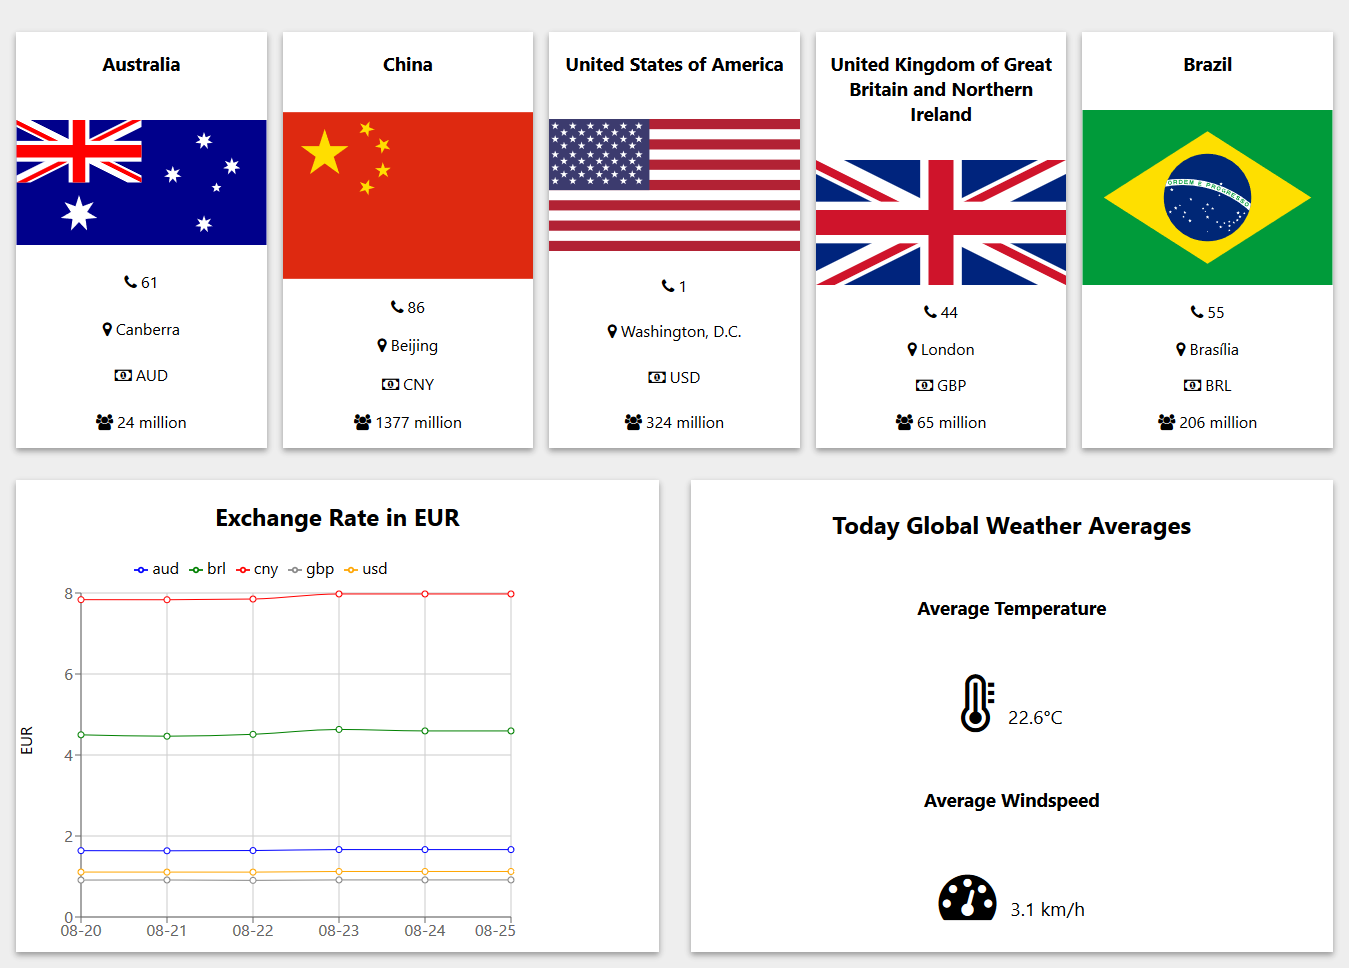 Australia
61
Canberra
AUD
24 million
China
86
Beijing
CNY
1377 million
United States of America
1
Washington, D.C.
USD
324 million
United Kingdom of Great
Britain and Northern
Ireland
44
London
GBP
65 million
Brazil
ORDEM E PROGRESSO
55
Brasília
BRL
206 million
Exchange Rate in EUR
aud brl cny gbp usd
8
6
4
2
0
EUR
08-20 08-21 08-22 08-23 08-24 08-25
Today Global Weather Averages
Average Temperature
22.6°C
Average Windspeed
3.1 km/h